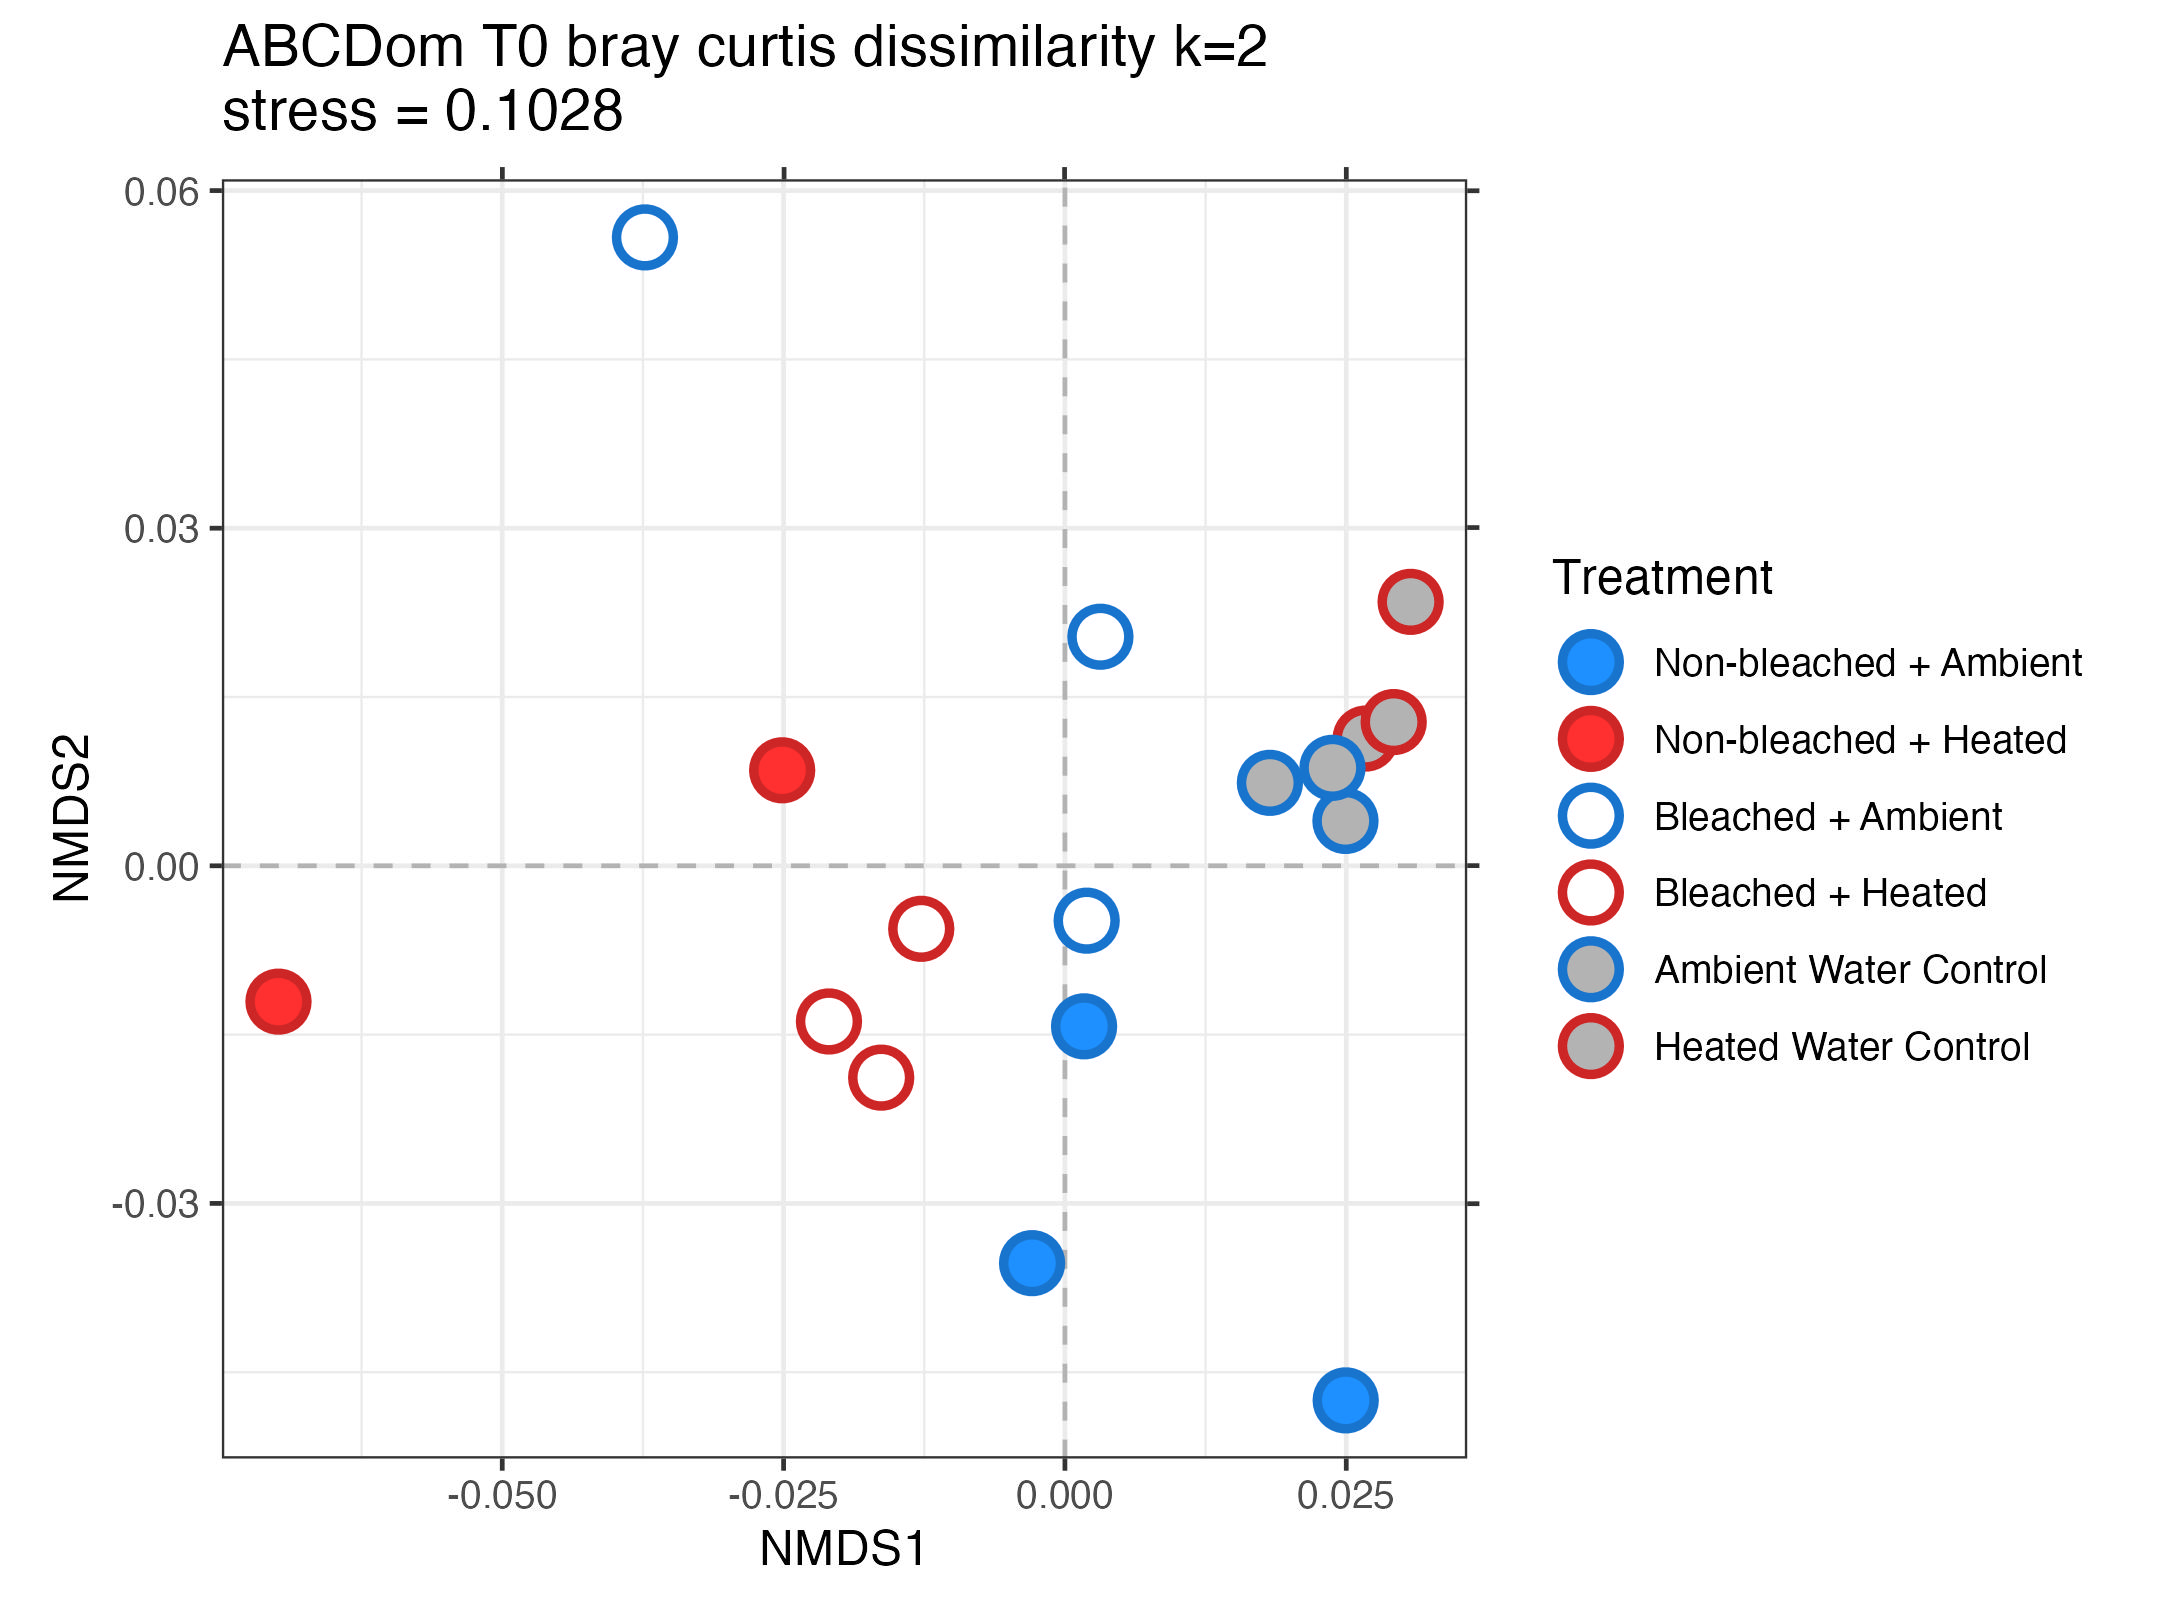 ABCDom T0 bray curtis dissimilarity k=2
stress = 0.1028
0.06
0.03
0.00
-0.03
NMDS2
-0.050
-0.025
0.000
0.025
NMDS1
Treatment
Non-bleached + Ambient
Non-bleached + Heated
Bleached + Ambient
Bleached + Heated
Ambient Water Control
Heated Water Control